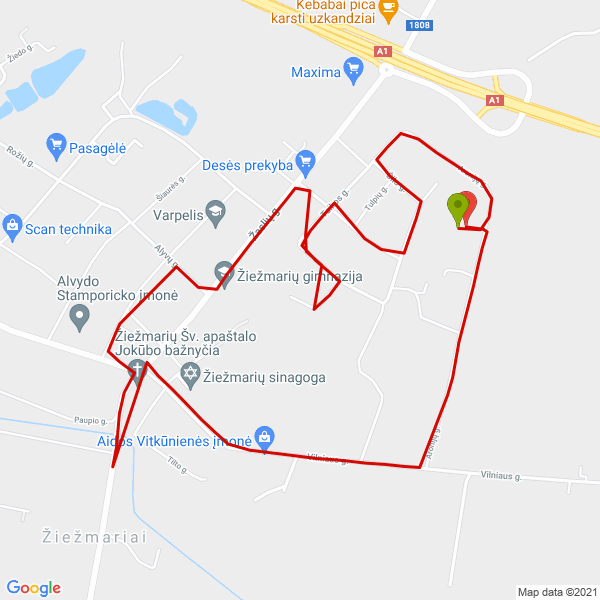 Kebabai pica
karsti uzkandziai
1808
A1
Maxima
A1
Žiedo g.
Pasagėlė
Rožių g.
Desės prekyba
Šiaurės g.
Tulpių g.
Varpelis
Žaslių g.
Scan technika
Alyvų g.
Žiežmarių gimnazija
Alvydo
Stamporicko įmonė
Žiežmarių Šv. apaštalo
Jokūbo bažnyčia
Žiežmarių sinagoga
Paupio g.
Aidos Vitkūnienės įmonė
Aronijų g.
Vilniaus g.
Tilto g.
Vilniaus g.
Žiežmariai
Google
Map data ©2021